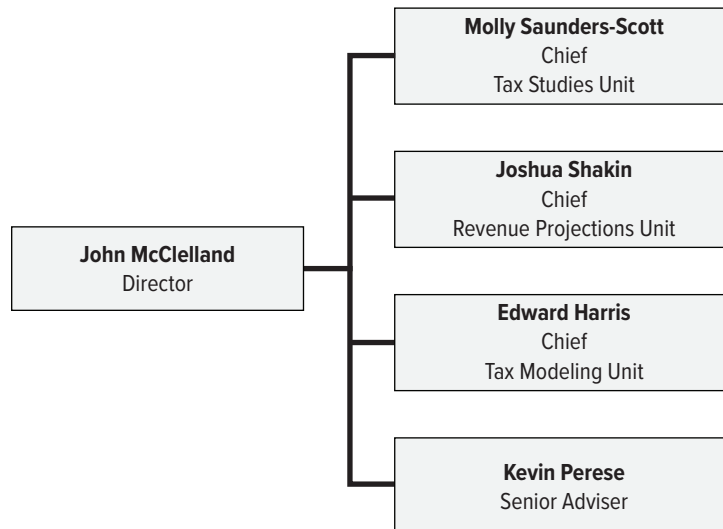 Molly Saunders-Scott
Chief
Tax Studies Unit
Joshua Shakin
Chief
Revenue Projections Unit
John McClelland
Director
Edward Harris
Chief
Tax Modeling Unit
Kevin Perese
Senior Adviser